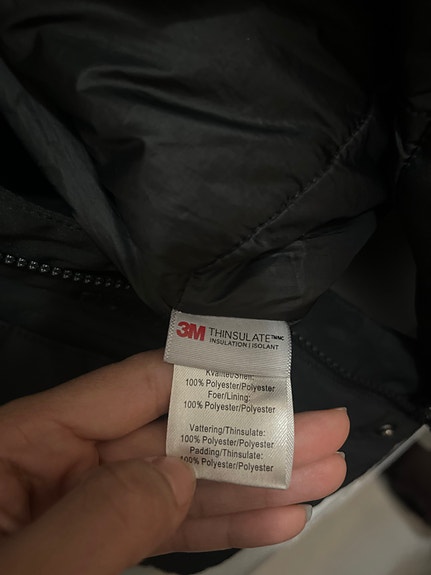 3M THINSULATE™MC
INSULATION | ISOLANT
Kvalitet/Shell:
100% Polyester/Polyester
Foer/Lining:
100% Polyester/Polyester
Vattering/Thinsulate:
100% Polyester/Polyester
Padding/Thinsulate:
100% Polyester/Polyester